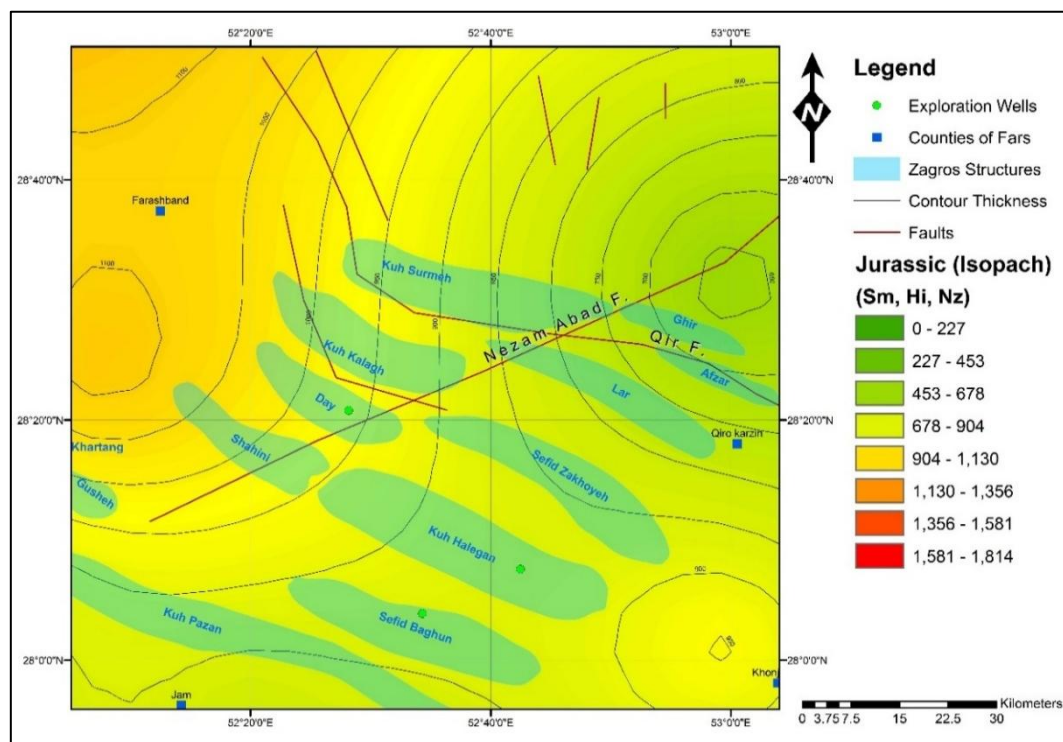 52°20'0"E 52°40'0"E 53°0'0"E
28°40'0"N
28°20'0"N
28°0'0"N
28°40'0"N
28°20'0"N
28°0'0"N
52°20'0"E 52°40'0"E 53°0'0"E
1100
Farashband
1100
Kuh Surmeh
Ghir
Nezam Abad F.
Qir F.
Kuh Kalagh
Afzar
Day
Lar
Shahini
Qiro karzin
Khartang
Sefid Zakhoyeh
Gusheh
Kuh Halegan
Kuh Pazan
Sefid Baghun
Jam
Khonj
N
Legend
Exploration Wells
Counties of Fars
Zagros Structures
Contour Thickness
Faults
Jurassic (Isopach)
(Sm, Hi, Nz)
0 - 227
227 - 453
453 - 678
678 - 904
904 - 1,130
1,130 - 1,356
1,356 - 1,581
1,581 - 1,814
Kilometers
0 3.75 7.5 15 22.5 30